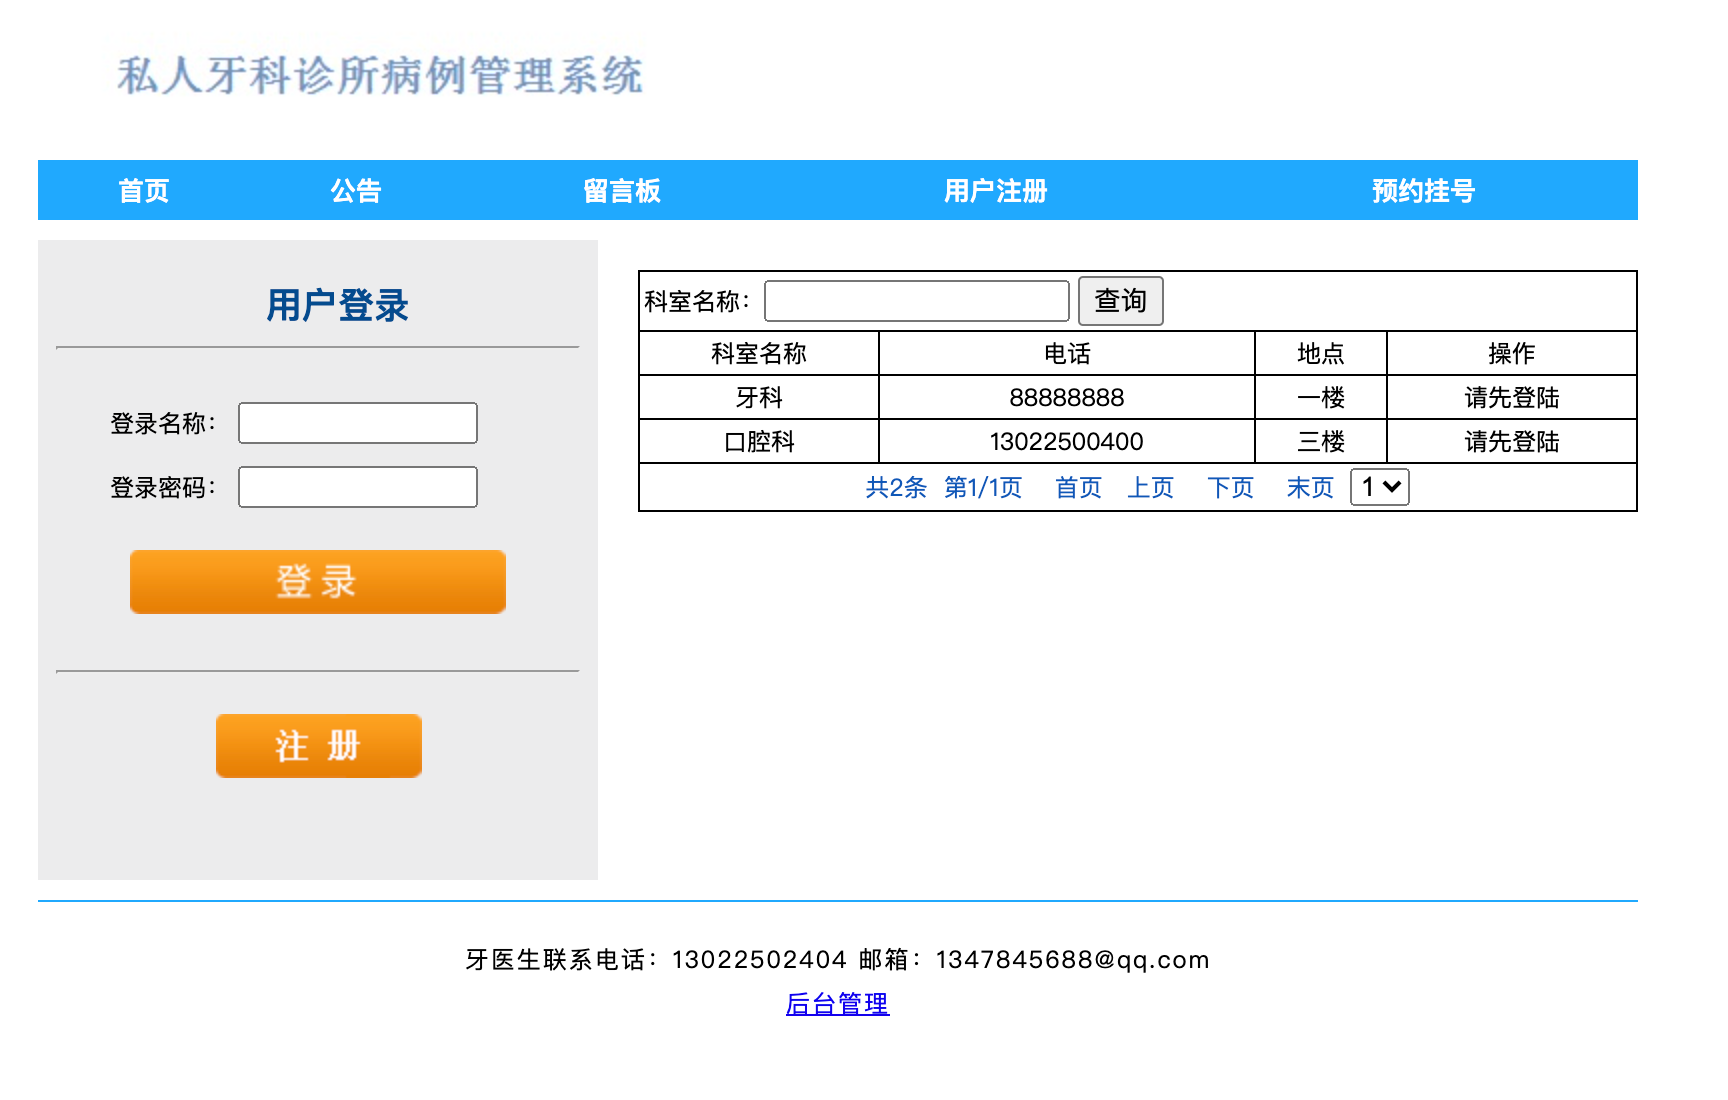 私人牙科诊所病例管理系统
首页 公告 留言板 用户注册 预约挂号
用户登录
登录名称：
登录密码：
登 录
注 册
科室名称： 查询
科室名称 电话 地点 操作
牙科 88888888 一楼 请先登陆
口腔科 13022500400 三楼 请先登陆
共2条 第1/1页 首页 上页 下页 末页 1
牙医生联系电话：13022502404 邮箱：1347845688@qq.com
后台管理